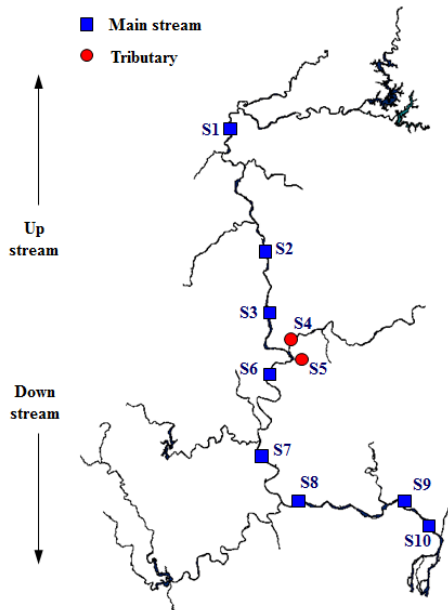 Main stream
Tributary
S1
Up
stream
S2
S3
S4
S5
S6
Down
stream
S7
S8
S9
S10